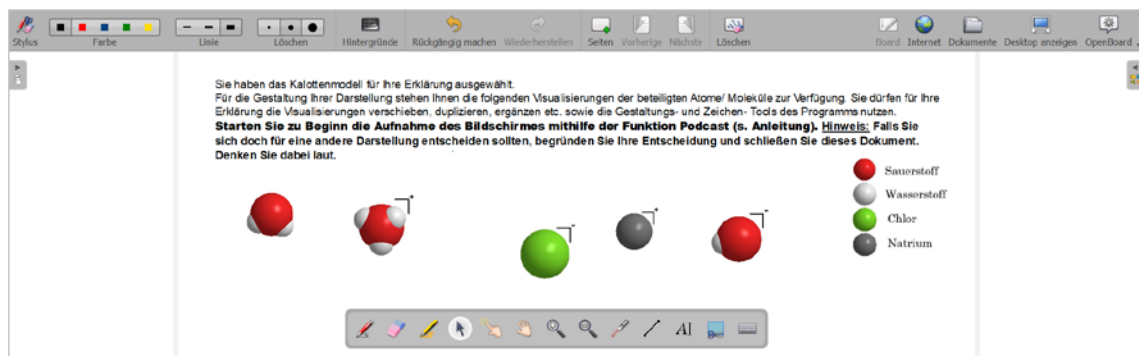 Stylus Farbe Linie Löschen Hintergründe Rückgängig machen Wiederherstellen Seiten Vorherige Nächste Löschen Board Internet Dokumente Desktop anzeigen OpenBoard
Sie haben das Kalottenmodell für Ihre Erklärung ausgewählt.
Für die Gestaltung Ihrer Darstellung stehen Ihnen die folgenden Visualisierungen der beteiligten Atome/ Moleküle zur Verfügung. Sie dürfen für Ihre
Erklärung die Visualisierungen verschieben, duplizieren, ergänzen etc. sowie die Gestaltungs- und Zeichen- Tools des Programms nutzen.
Starten Sie zu Beginn die Aufnahme des Bildschirmes mithilfe der Funktion Podcast (s. Anleitung). Hinweis: Falls Sie
sich doch für eine andere Darstellung entscheiden sollten, begründen Sie Ihre Entscheidung und schließen Sie dieses Dokument.
Denken Sie dabei laut.
Sauerstoff
Wasserstoff
Chlor
Natrium
+
-
+
-
AI